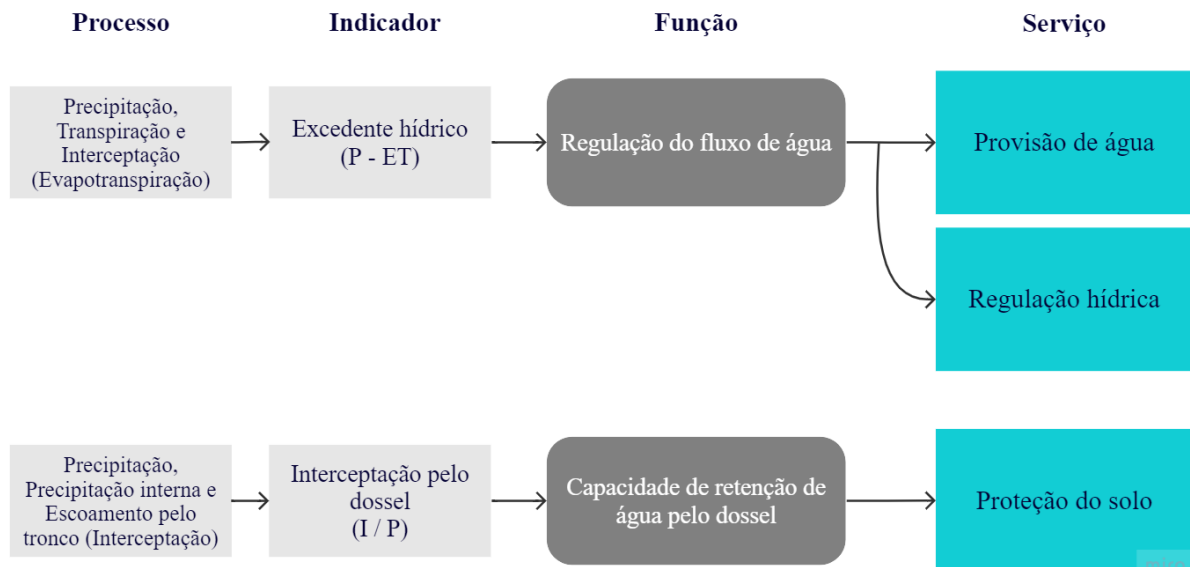 Processo
Indicador
Função
Serviço
Precipitação,
Transpiração e
Interceptação
(Evapotranspiração)
Excedente hídrico
(P - ET)
Regulação do fluxo de água
Provisão de água
Regulação hídrica
Precipitação,
Precipitação interna e
Escoamento pelo
tronco (Interceptação)
Interceptação pelo
dossel
(I / P)
Capacidade de retenção de
água pelo dossel
Proteção do solo